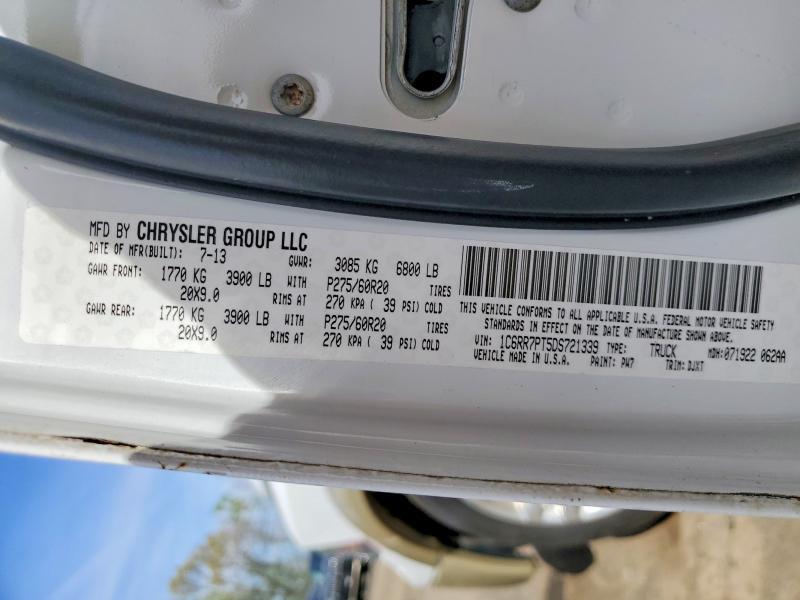 MFD BY CHRYSLER GROUP LLC
DATE OF MFR(BUILT): 7-13 GVWR: 3085 KG 6800 LB
GAWR FRONT: 1770 KG 3900 LB WITH P275/60R20 TIRES
20X9.0 RIMS AT 270 KPA ( 39 PSI) COLD
GAWR REAR: 1770 KG 3900 LB WITH P275/60R20 TIRES
20X9.0 RIMS AT 270 KPA ( 39 PSI) COLD
THIS VEHICLE CONFORMS TO ALL APPLICABLE U.S.A. FEDERAL MOTOR VEHICLE SAFETY
STANDARDS IN EFFECT ON THE DATE OF MANUFACTURE SHOWN ABOVE.
VIN: 1C6RR7PT5DS721339 TYPE: TRUCK MDH:071922 062AA
VEHICLE MADE IN U.S.A. PAINT: PW7 TRIM: DJXT